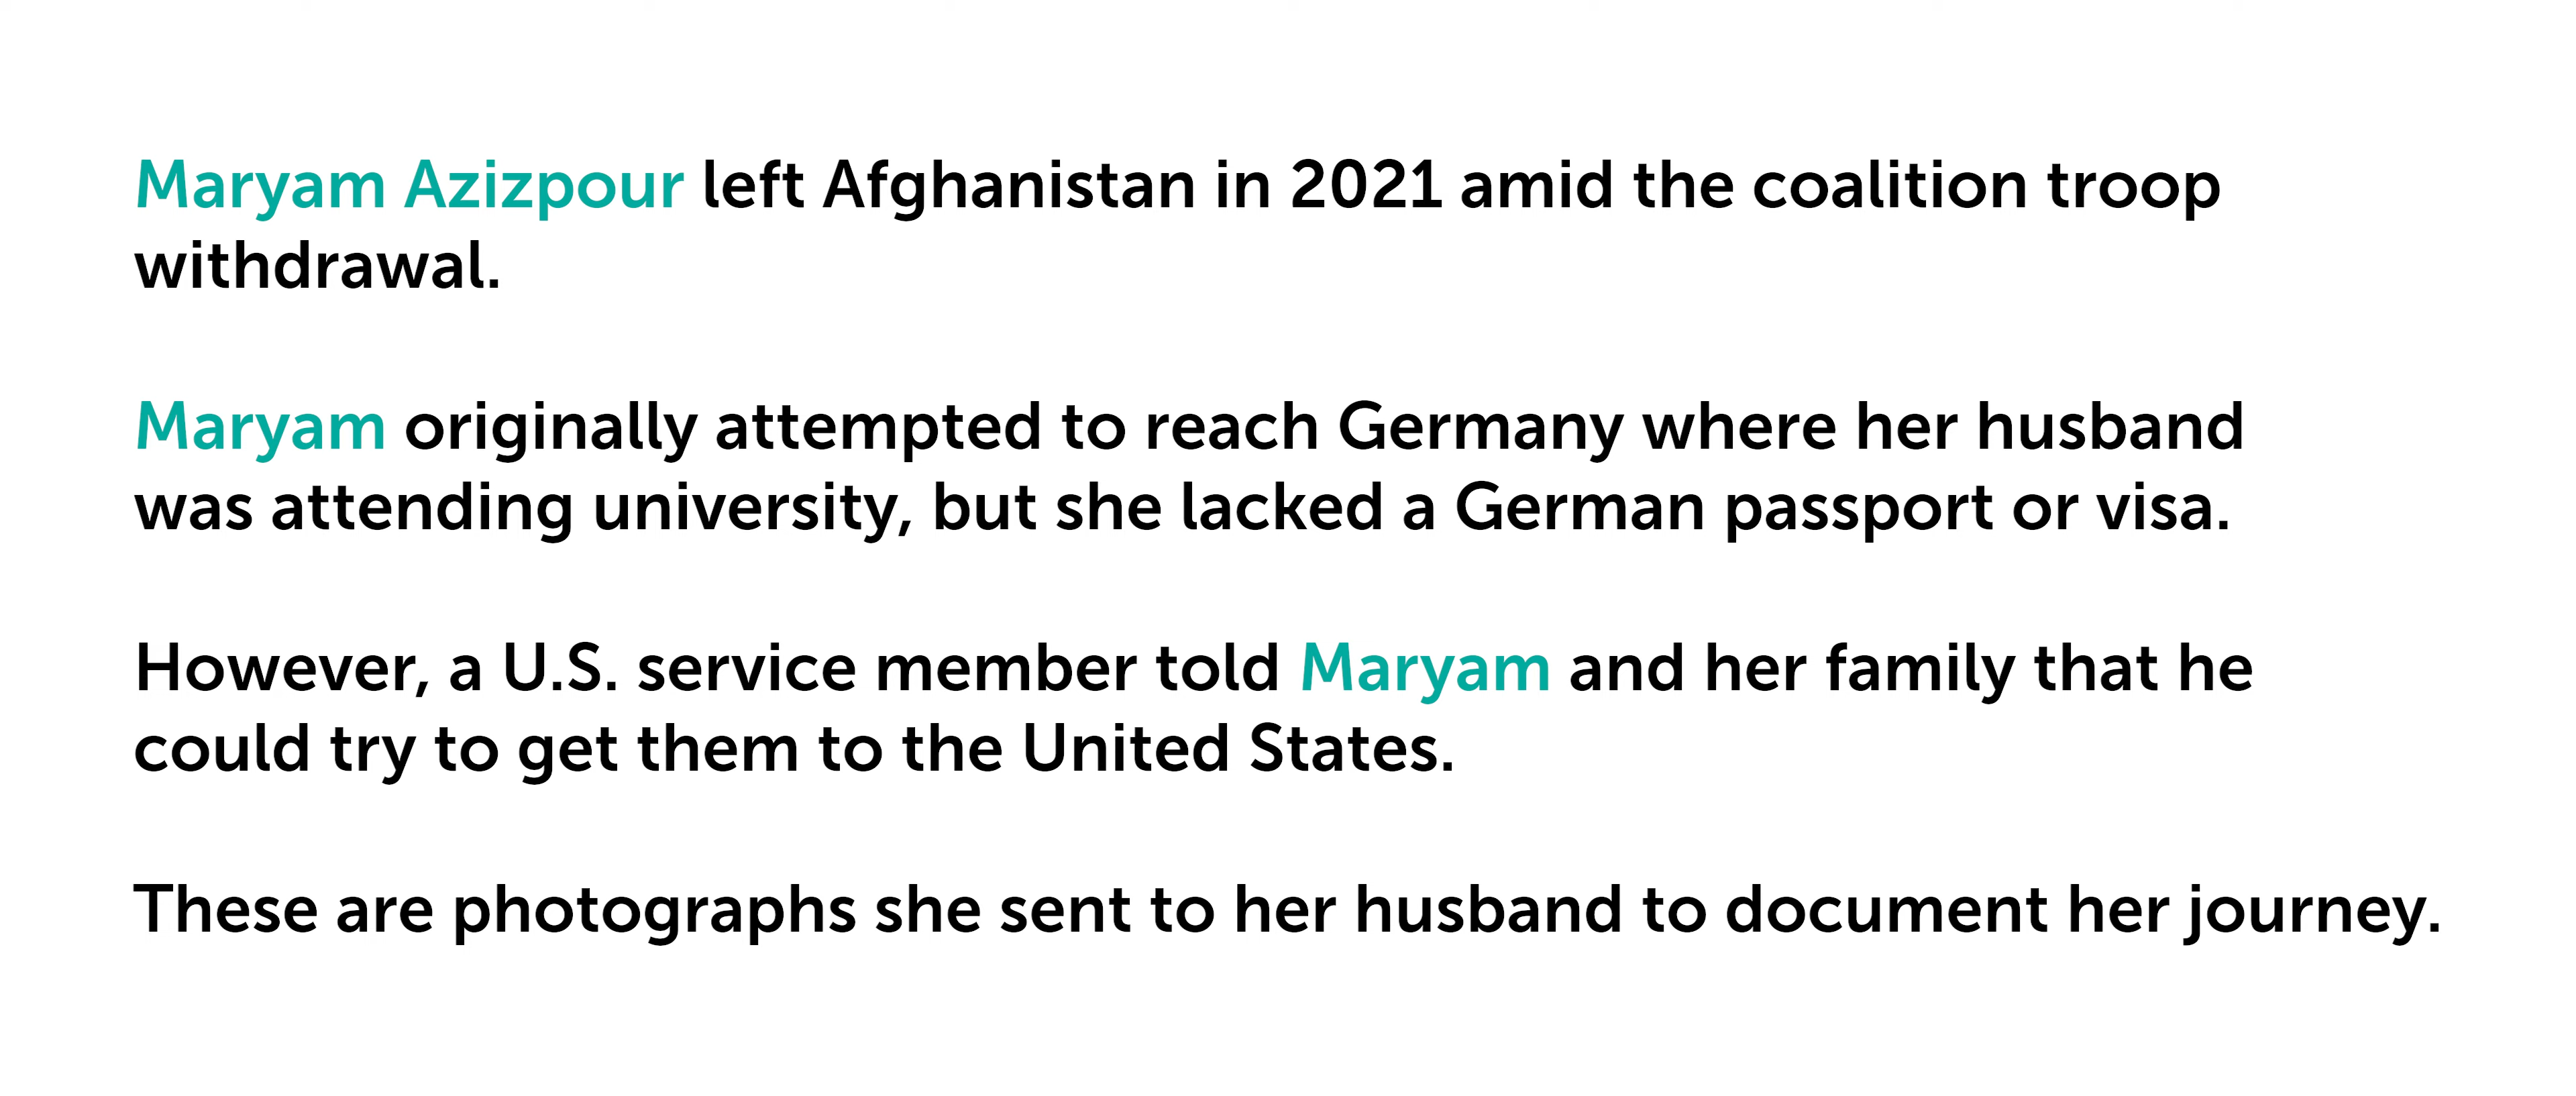 Maryam Azizpour left Afghanistan in 2021 amid the coalition troop
withdrawal.
Maryam originally attempted to reach Germany where her husband
was attending university, but she lacked a German passport or visa.
However, a U.S. service member told Maryam and her family that he
could try to get them to the United States.
These are photographs she sent to her husband to document her journey.